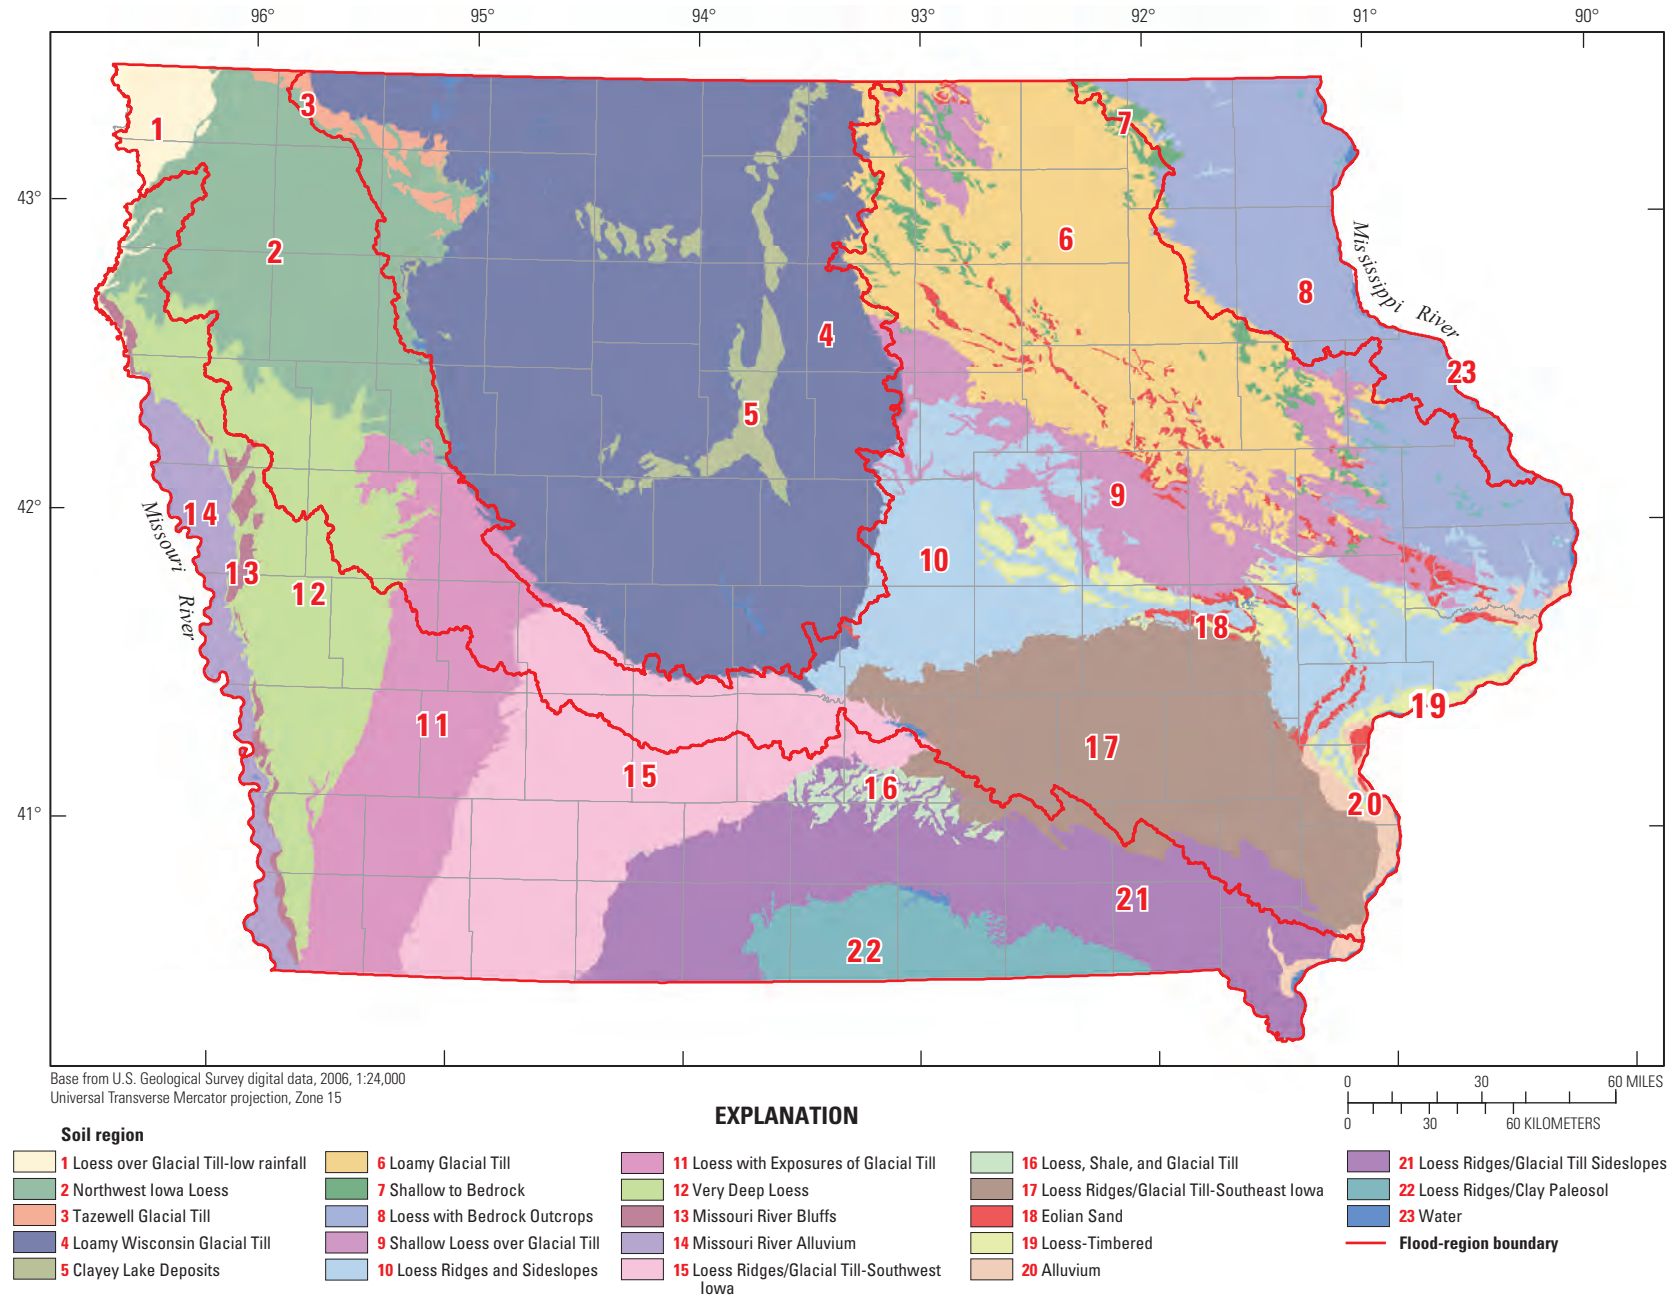 96° 95° 94° 93° 92° 91° 90°
3
7
1
43°
6
2
Mississippi River
8
4
23
5
9
42°
14
Missouri River
10
13
12
18
19
11
17
15
16
20
41°
21
22
Base from U.S. Geological Survey digital data, 2006, 1:24,000
Universal Transverse Mercator projection, Zone 15
0 30 60 MILES
0 30 60 KILOMETERS
EXPLANATION
Soil region
1 Loess over Glacial Till-low rainfall
2 Northwest Iowa Loess
3 Tazewell Glacial Till
4 Loamy Wisconsin Glacial Till
5 Clayey Lake Deposits
6 Loamy Glacial Till
7 Shallow to Bedrock
8 Loess with Bedrock Outcrops
9 Shallow Loess over Glacial Till
10 Loess Ridges and Sideslopes
11 Loess with Exposures of Glacial Till
12 Very Deep Loess
13 Missouri River Bluffs
14 Missouri River Alluvium
15 Loess Ridges/Glacial Till-Southwest
Iowa
16 Loess, Shale, and Glacial Till
17 Loess Ridges/Glacial Till-Southeast Iowa
18 Eolian Sand
19 Loess-Timbered
20 Alluvium
21 Loess Ridges/Glacial Till Sideslopes
22 Loess Ridges/Clay Paleosol
23 Water
Flood-region boundary